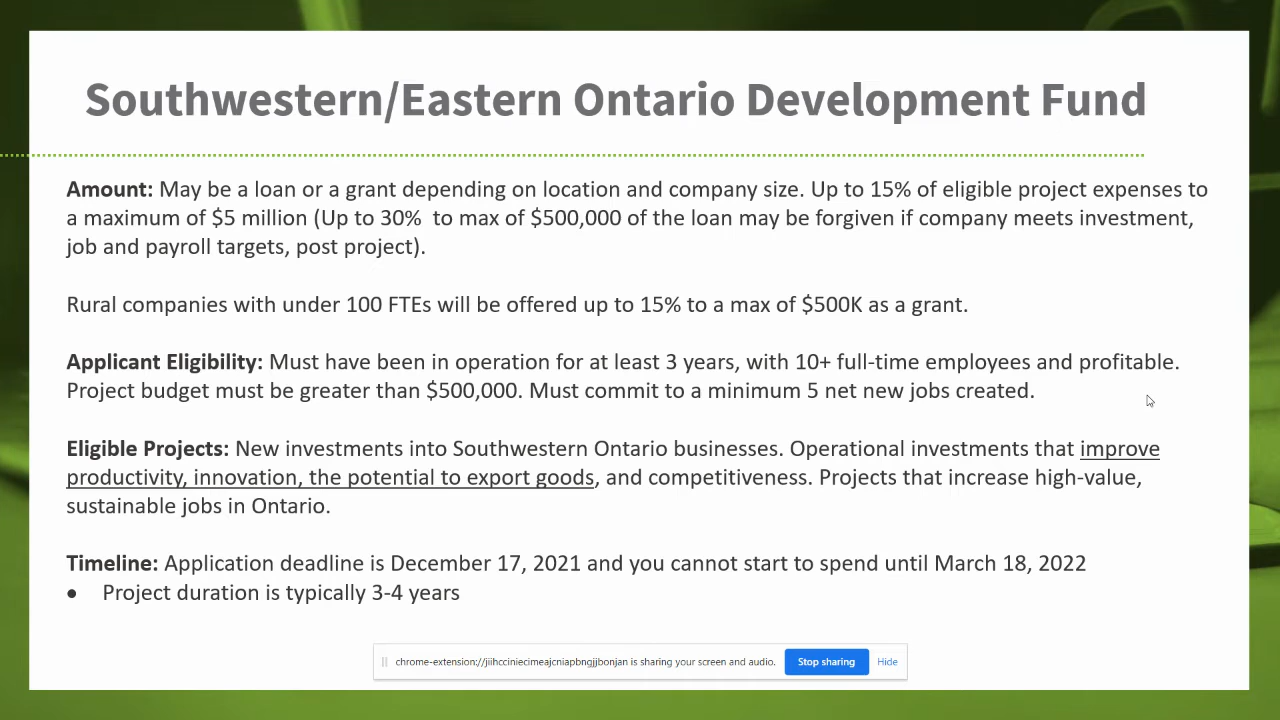 Southwestern/Eastern Ontario Development Fund
Amount: May be a loan or a grant depending on location and company size. Up to 15% of eligible project expenses to
a maximum of $5 million (Up to 30%  to max of $500,000 of the loan may be forgiven if company meets investment,
job and payroll targets, post project).
Rural companies with under 100 FTEs will be offered up to 15% to a max of $500K as a grant.
Applicant Eligibility: Must have been in operation for at least 3 years, with 10+ full-time employees and profitable.
Project budget must be greater than $500,000. Must commit to a minimum 5 net new jobs created.
Eligible Projects: New investments into Southwestern Ontario businesses. Operational investments that improve
productivity, innovation, the potential to export goods, and competitiveness. Projects that increase high-value,
sustainable jobs in Ontario.
Timeline: Application deadline is December 17, 2021 and you cannot start to spend until March 18, 2022
● Project duration is typically 3-4 years
chrome-extension://jiihcciniecimeajcniapbngjjbonjan is sharing your screen and audio. Stop sharing Hide